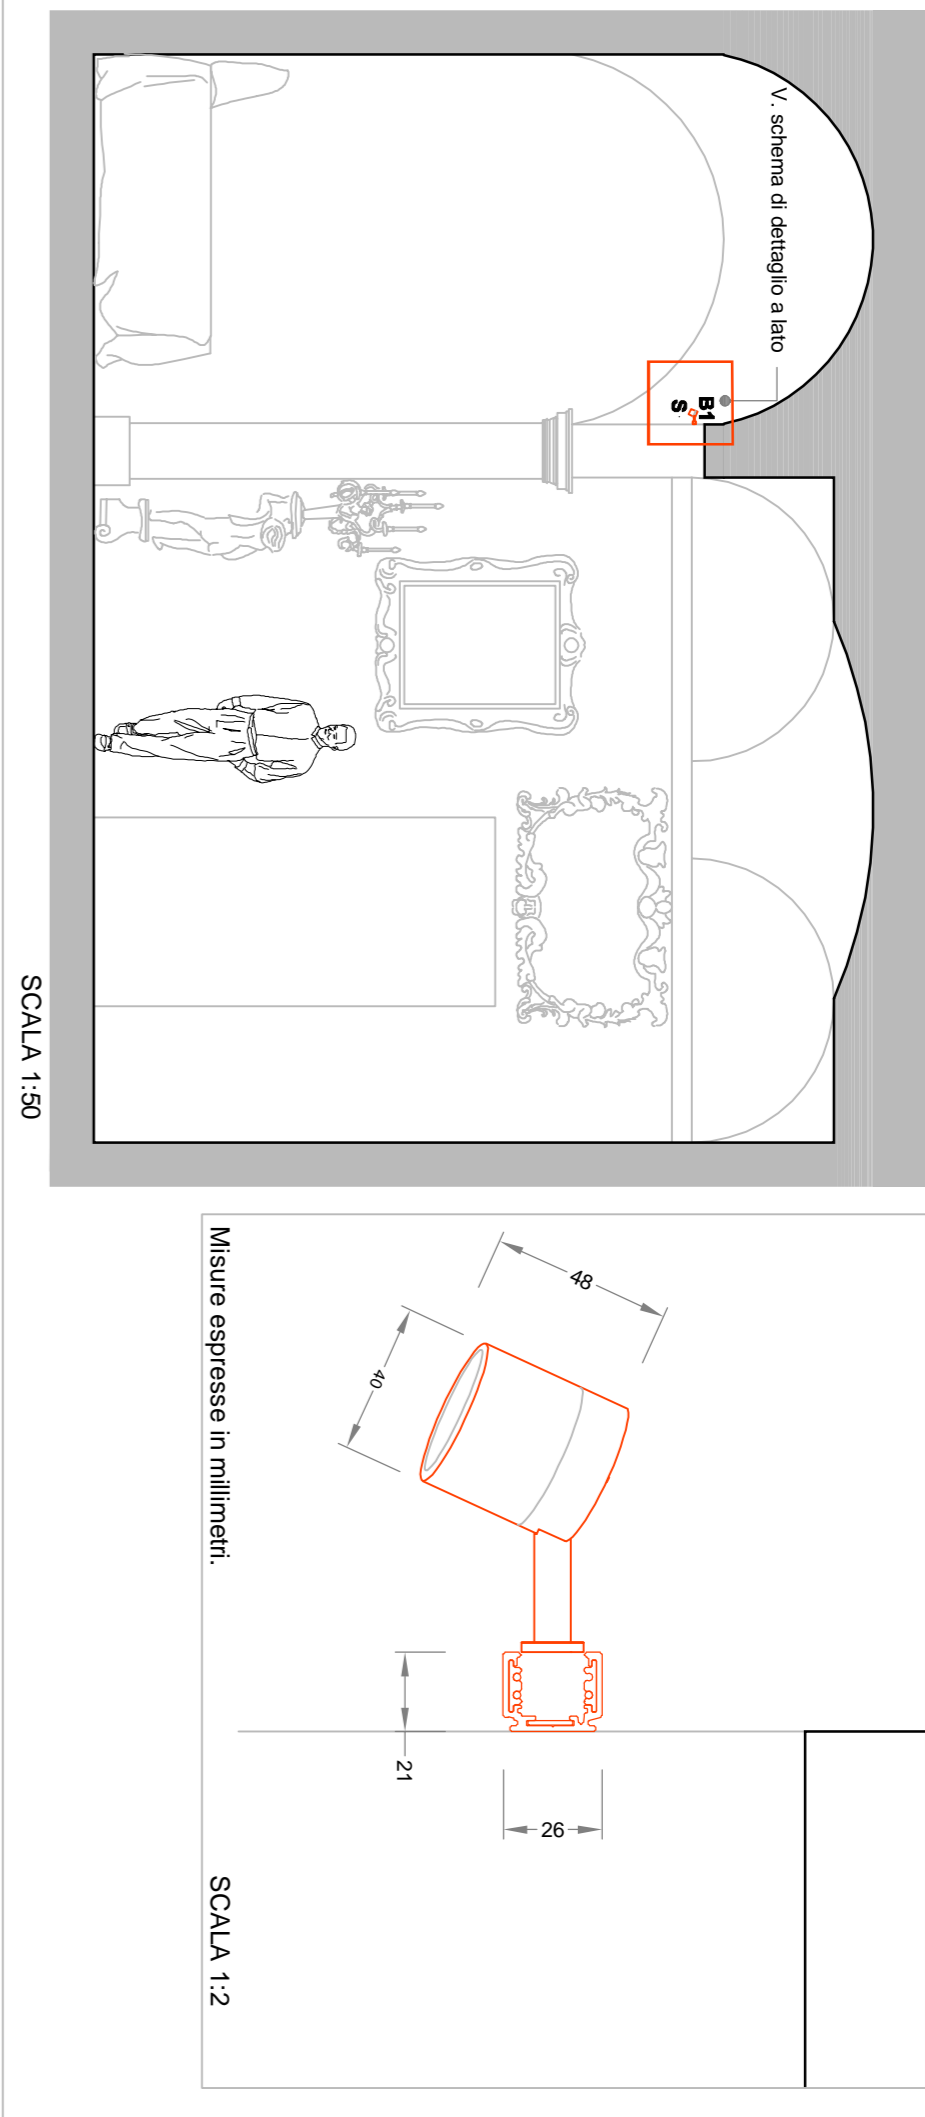 V. schema di dettaglio a lato
B1
S
SCALA 1:50
48
40
21
26
Misure espresse in millimetri.
SCALA 1:2